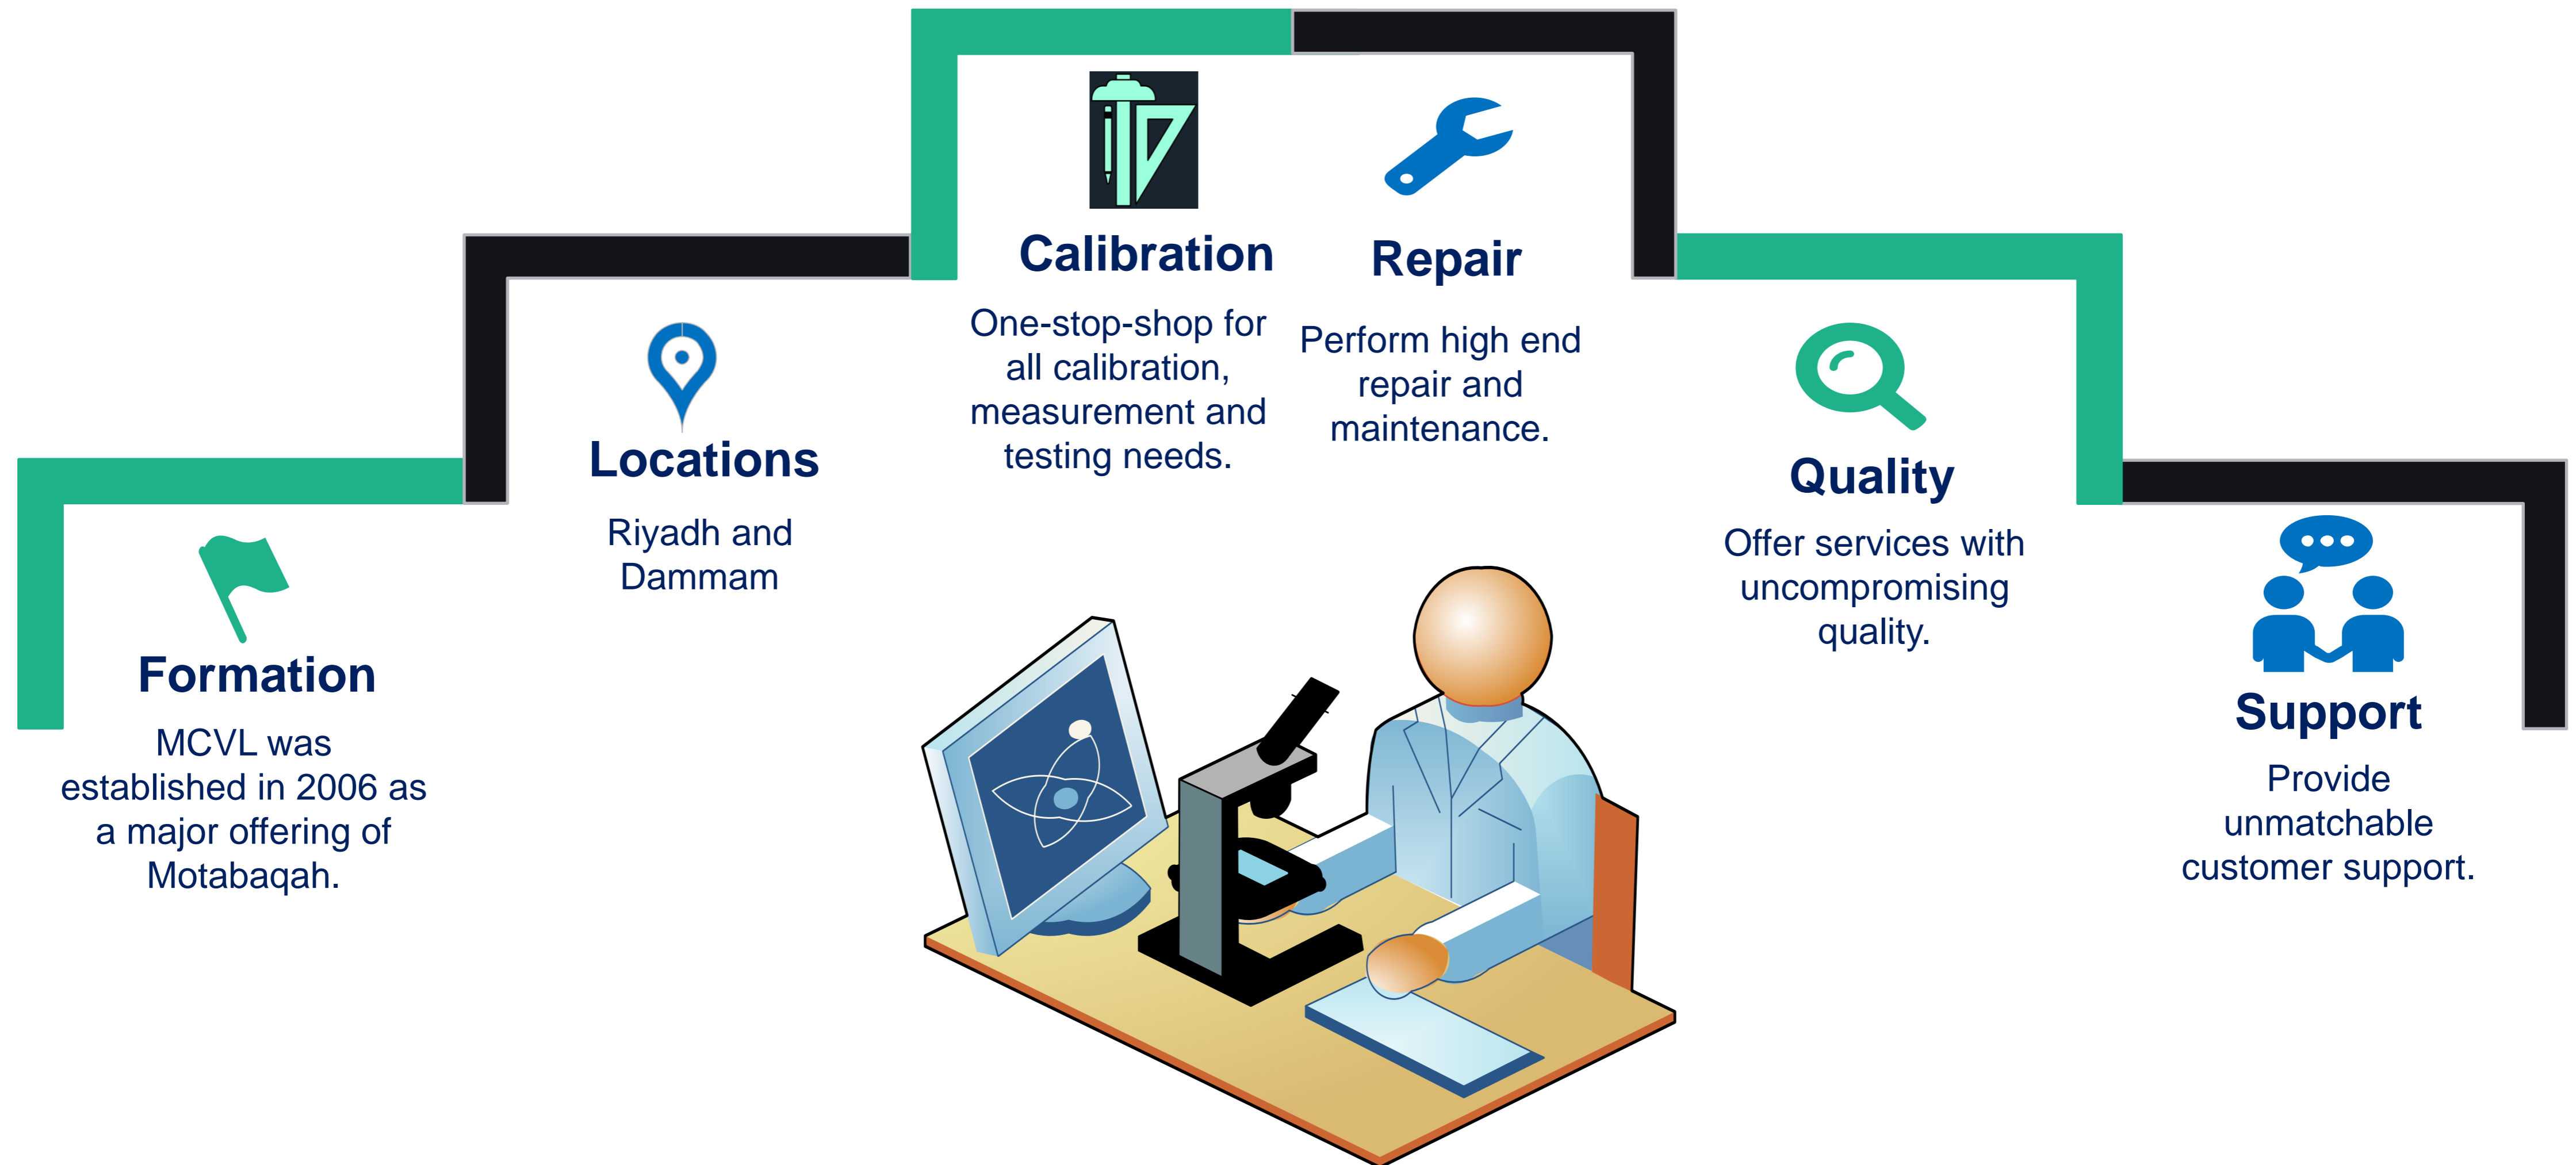 Formation
MCVL was
established in 2006 as
a major offering of
Motabaqah.
Locations
Riyadh and
Dammam
Calibration
One-stop-shop for
all calibration,
measurement and
testing needs.
Repair
Perform high end
repair and
maintenance.
Quality
Offer services with
uncompromising
quality.
Support
Provide
unmatchable
customer support.